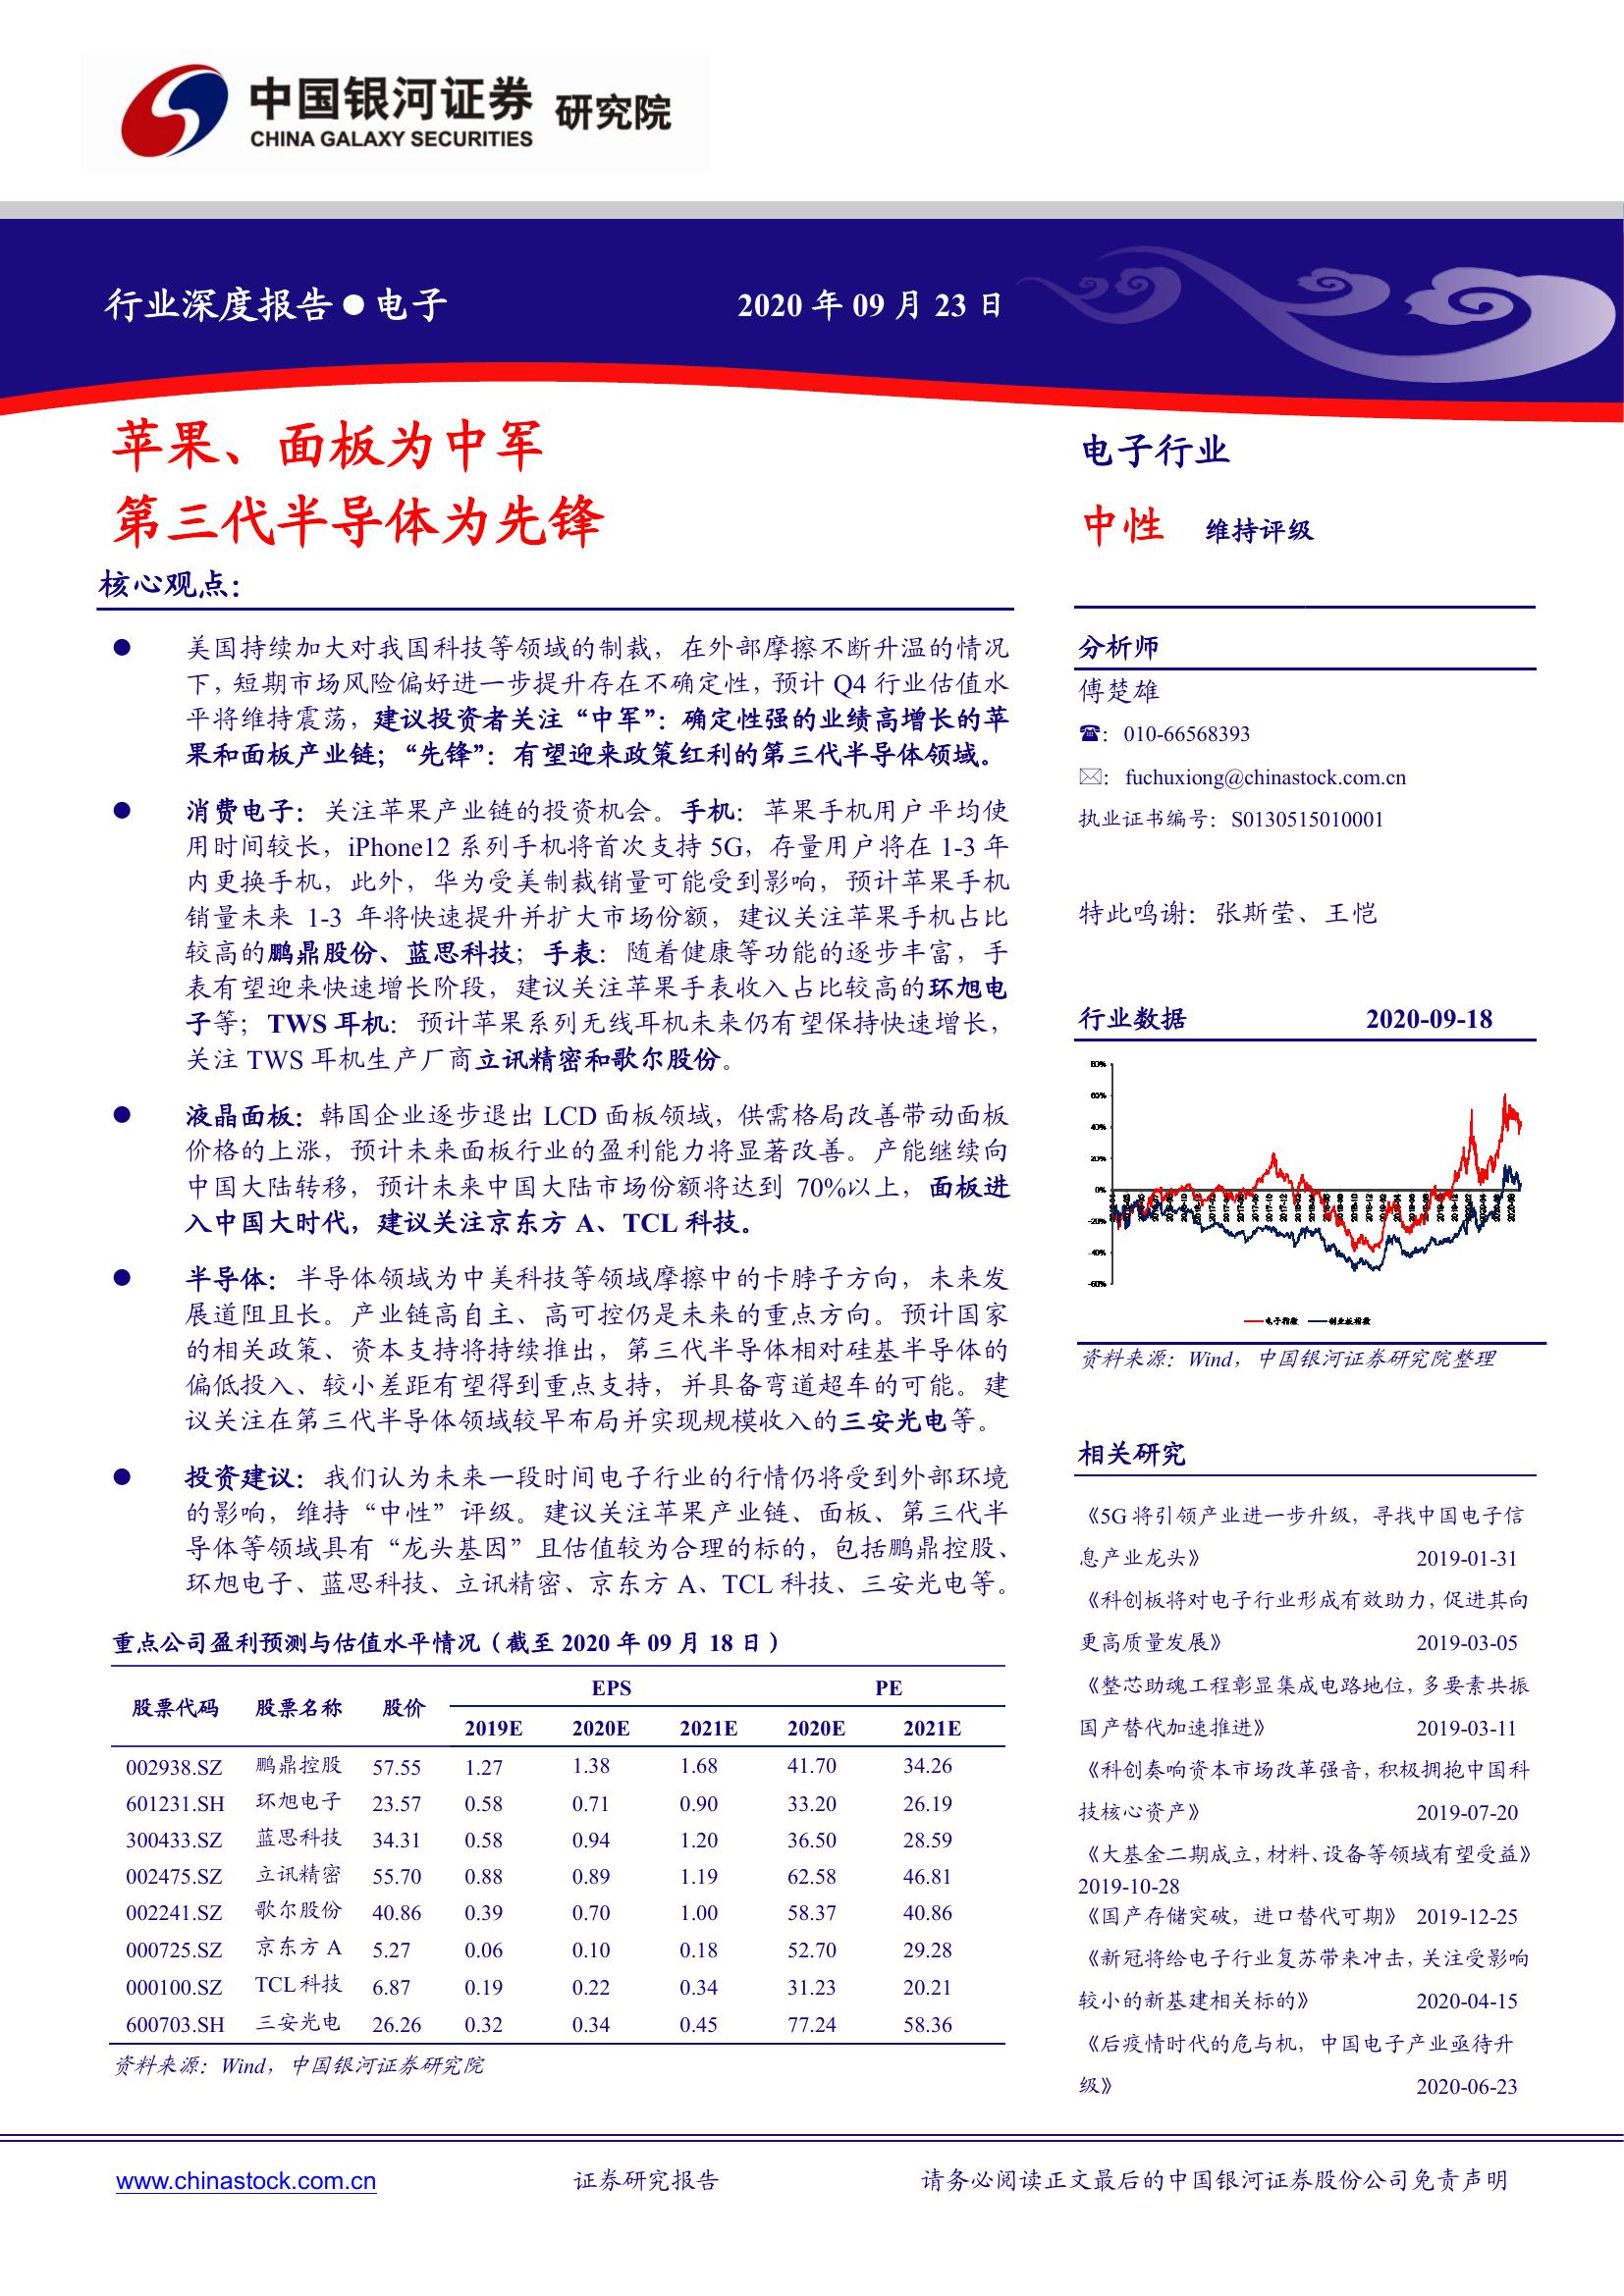 中国银河证券 研究院
CHINA GALAXY SECURITIES
行业深度报告●电子
2020 年 09 月 23 日
苹果、面板为中军
第三代半导体为先锋
核心观点：
● 美国持续加大对我国科技等领域的制裁，在外部摩擦不断升温的情况
下，短期市场风险偏好进一步提升存在不确定性，预计 Q4 行业估值水
平将维持震荡，建议投资者关注“中军”：确定性强的业绩高增长的苹
果和面板产业链；“先锋”：有望迎来政策红利的第三代半导体领域。
● 消费电子：关注苹果产业链的投资机会。手机：苹果手机用户平均使
用时间较长，iPhone12 系列手机将首次支持 5G，存量用户将在 1-3 年
内更换手机，此外，华为受美制裁销量可能受到影响，预计苹果手机
销量未来 1-3 年将快速提升并扩大市场份额，建议关注苹果手机占比
较高的鹏鼎股份、蓝思科技；手表：随着健康等功能的逐步丰富，手
表有望迎来快速增长阶段，建议关注苹果手表收入占比较高的环旭电
子等；TWS 耳机：预计苹果系列无线耳机未来仍有望保持快速增长，
关注 TWS 耳机生产厂商立讯精密和歌尔股份。
● 液晶面板：韩国企业逐步退出 LCD 面板领域，供需格局改善带动面板
价格的上涨，预计未来面板行业的盈利能力将显著改善。产能继续向
中国大陆转移，预计未来中国大陆市场份额将达到 70%以上，面板进
入中国大时代，建议关注京东方 A、TCL 科技。
● 半导体：半导体领域为中美科技等领域摩擦中的卡脖子方向，未来发
展道阻且长。产业链高自主、高可控仍是未来的重点方向。预计国家
的相关政策、资本支持将持续推出，第三代半导体相对硅基半导体的
偏低投入、较小差距有望得到重点支持，并具备弯道超车的可能。建
议关注在第三代半导体领域较早布局并实现规模收入的三安光电等。
● 投资建议：我们认为未来一段时间电子行业的行情仍将受到外部环境
的影响，维持“中性”评级。建议关注苹果产业链、面板、第三代半
导体等领域具有“龙头基因”且估值较为合理的标的，包括鹏鼎控股、
环旭电子、蓝思科技、立讯精密、京东方 A、TCL 科技、三安光电等。
重点公司盈利预测与估值水平情况（截至 2020 年 09 月 18 日）
股票代码 股票名称 股价 EPS PE
2019E 2020E 2021E 2020E 2021E
002938.SZ 鹏鼎控股 57.55 1.27 1.38 1.68 41.70 34.26
601231.SH 环旭电子 23.57 0.58 0.71 0.90 33.20 26.19
300433.SZ 蓝思科技 34.31 0.58 0.94 1.20 36.50 28.59
002475.SZ 立讯精密 55.70 0.88 0.89 1.19 62.58 46.81
002241.SZ 歌尔股份 40.86 0.39 0.70 1.00 58.37 40.86
000725.SZ 京东方 A 5.27 0.06 0.10 0.18 52.70 29.28
000100.SZ TCL科技 6.87 0.19 0.22 0.34 31.23 20.21
600703.SH 三安光电 26.26 0.32 0.34 0.45 77.24 58.36
资料来源：Wind，中国银河证券研究院
电子行业
中性 维持评级
分析师
傅楚雄
☎：010-66568393
✉：fuchuxiong@chinastock.com.cn
执业证书编号：S0130515010001
特此鸣谢：张斯莹、王恺
行业数据 2020-09-18
80%
60%
40%
20%
0%
-20%
-40%
-60%
电子指数 创业板指数
资料来源：Wind，中国银河证券研究院整理
相关研究
《5G 将引领产业进一步升级，寻找中国电子信
息产业龙头》 2019-01-31
《科创板将对电子行业形成有效助力，促进其向
更高质量发展》 2019-03-05
《整芯助魂工程彰显集成电路地位，多要素共振
国产替代加速推进》 2019-03-11
《科创奏响资本市场改革强音，积极拥抱中国科
技核心资产》 2019-07-20
《大基金二期成立，材料、设备等领域有望受益》
2019-10-28
《国产存储突破，进口替代可期》 2019-12-25
《新冠将给电子行业复苏带来冲击，关注受影响
较小的新基建相关标的》 2020-04-15
《后疫情时代的危与机，中国电子产业亟待升
级》 2020-06-23
www.chinastock.com.cn
证券研究报告
请务必阅读正文最后的中国银河证券股份公司免责声明